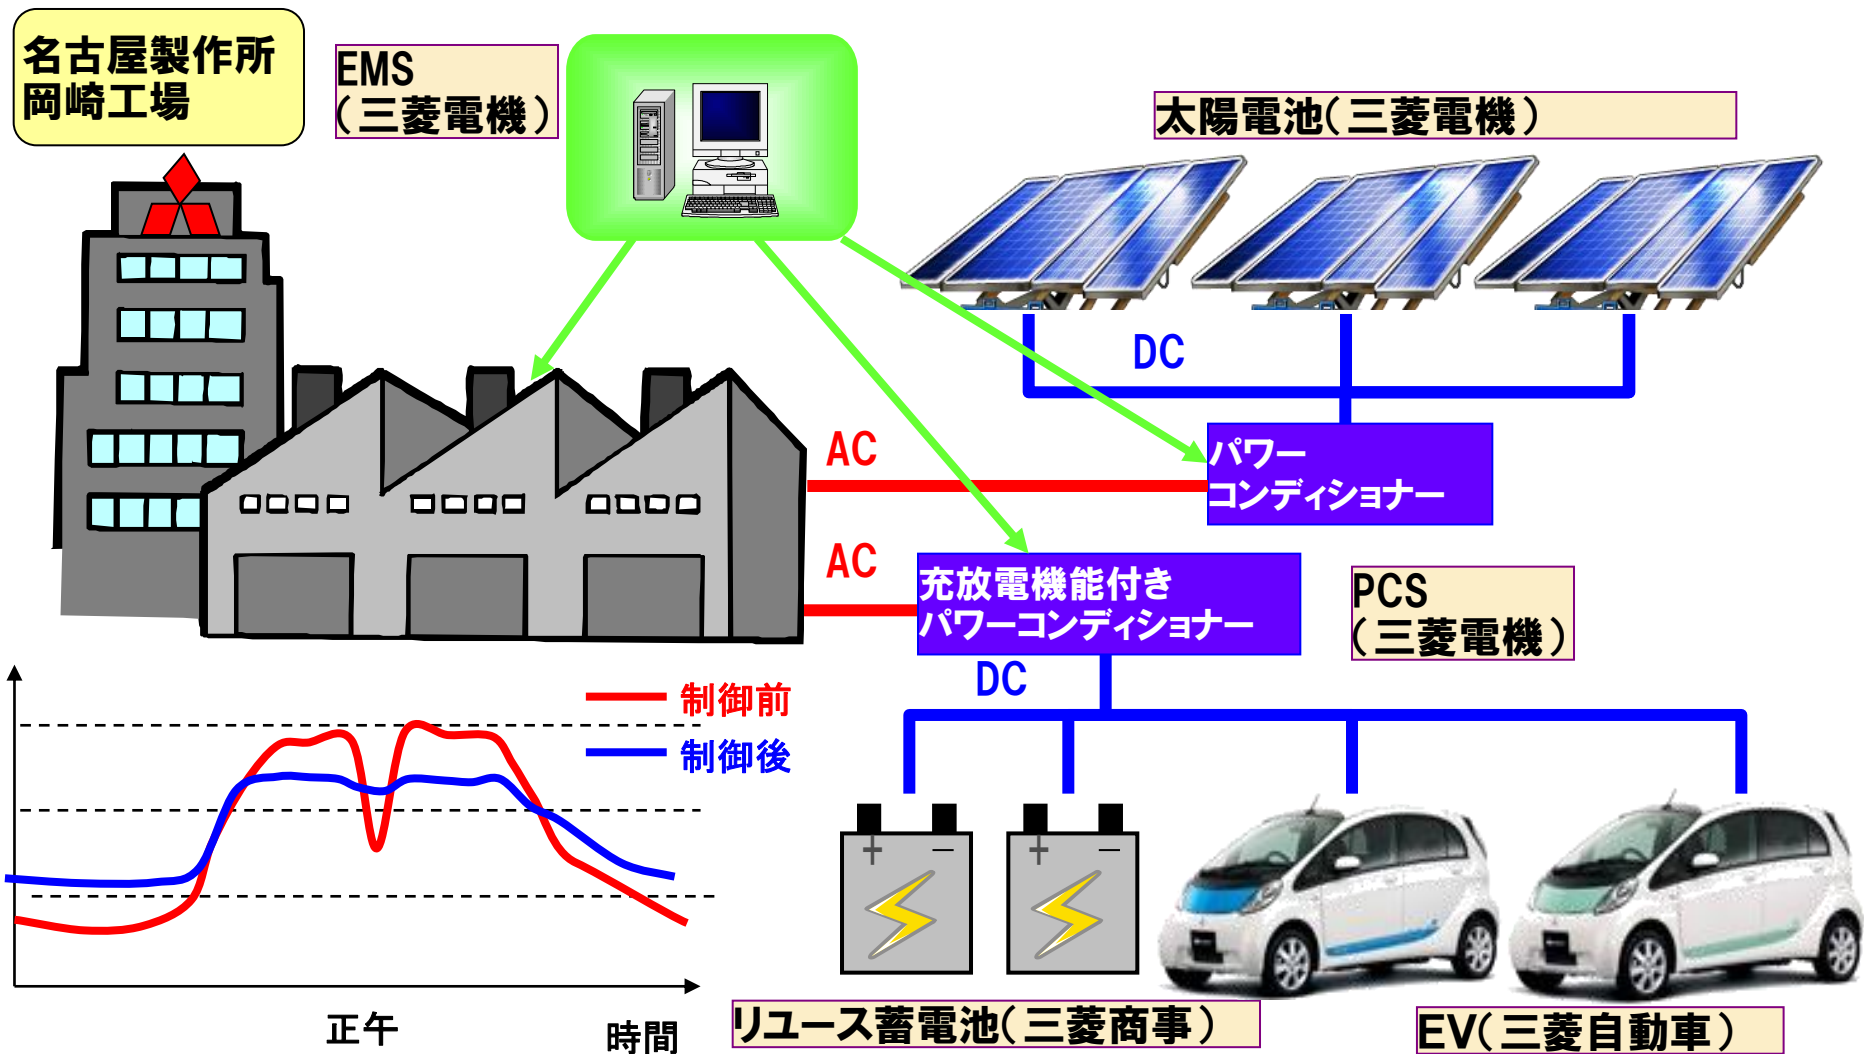 名古屋製作所
岡崎工場
EMS
(三菱電機)
太陽電池(三菱電機)
DC
AC
パワー
コンディショナー
AC
充放電機能付き
パワーコンディショナー
PCS
(三菱電機)
DC
制御前
制御後
+ −
+ −
正午
時間
リユース蓄電池(三菱商事)
EV(三菱自動車)